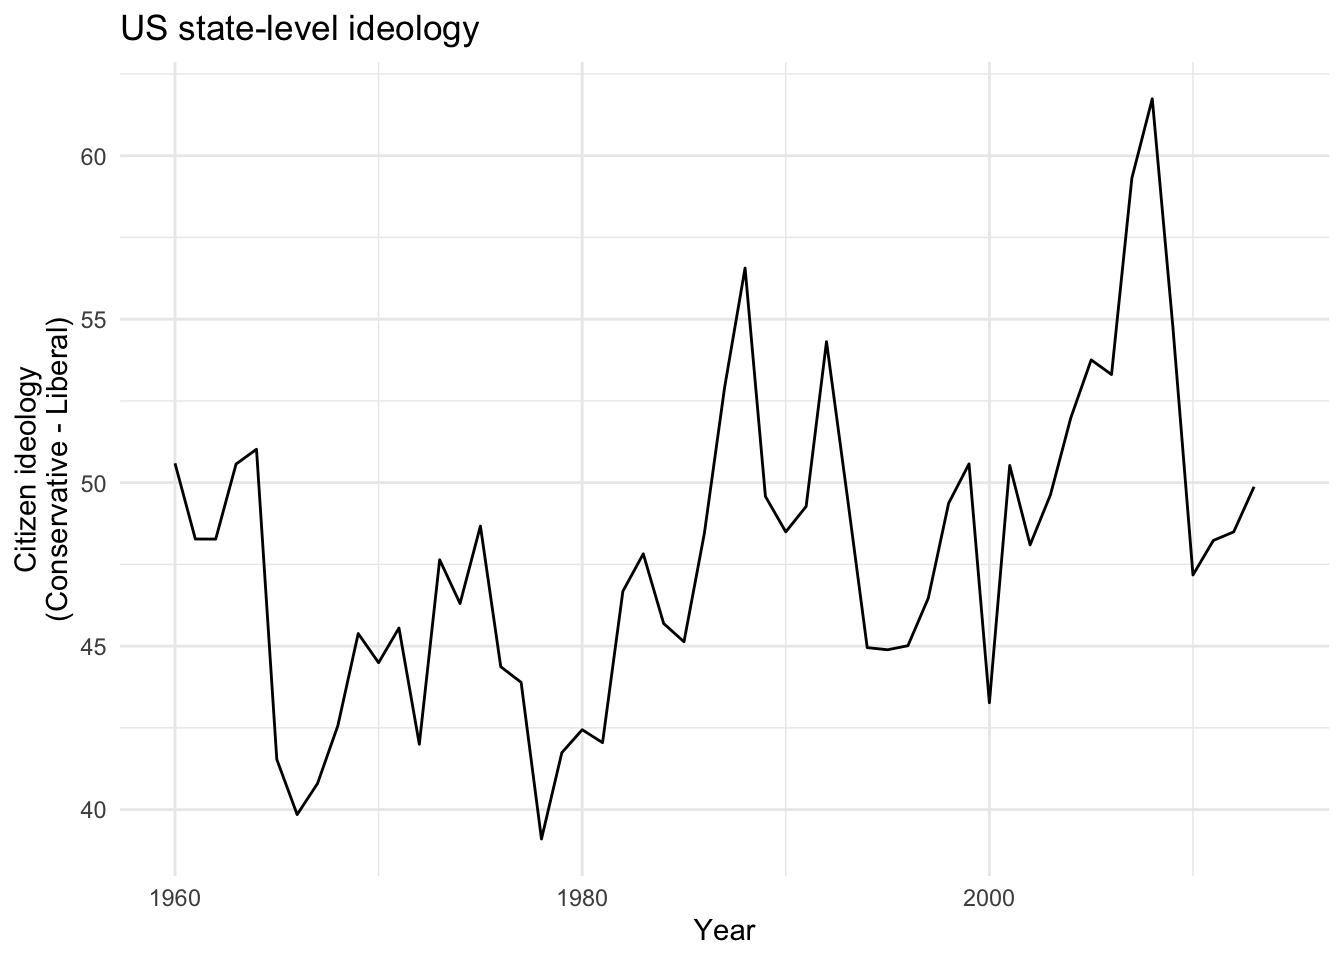 US state-level ideology
Citizen ideology
(Conservative - Liberal)
60
55
50
45
40
1960
1980
2000
Year